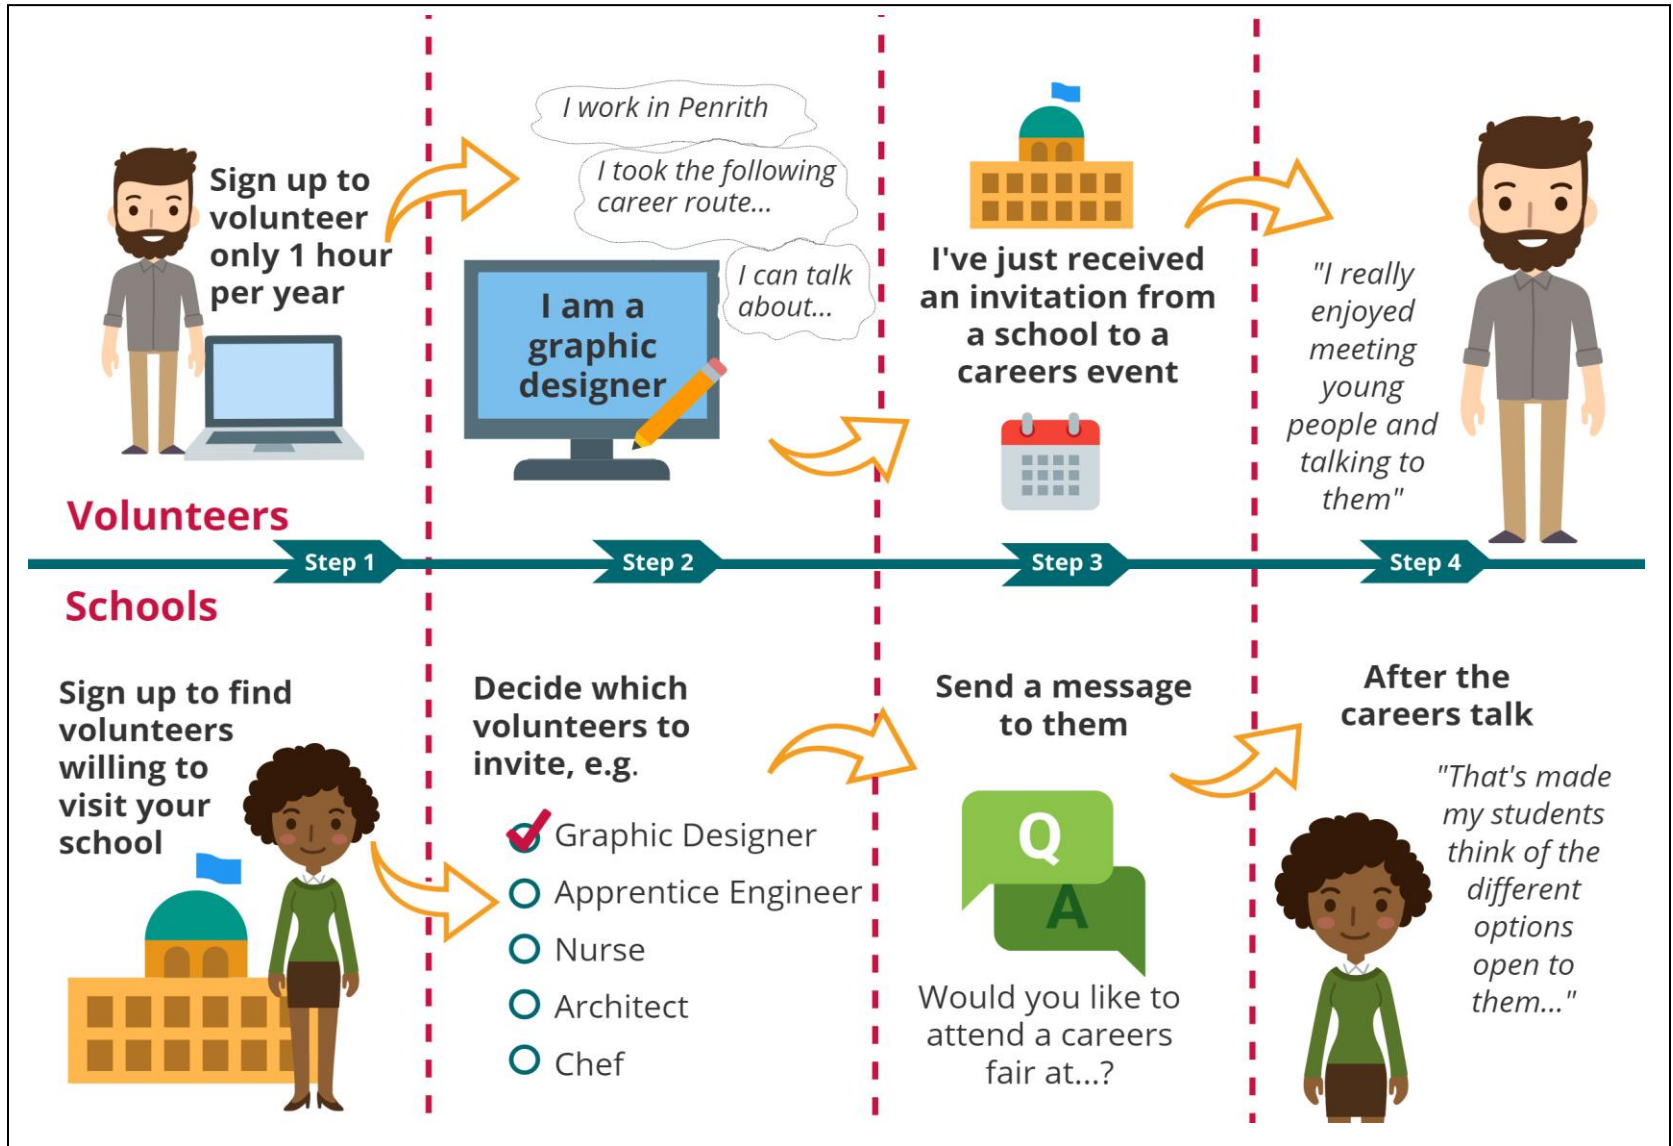 Sign up to
volunteer
only 1 hour
per year
I work in Penrith
I took the following
career route...
I can talk
about...
I am a
graphic
designer
I've just received
an invitation from
a school to a
careers event
"I really
enjoyed
meeting
young
people and
talking to
them"
Volunteers
Step 1
Step 2
Step 3
Step 4
Schools
Sign up to find
volunteers
willing to
visit your
school
Decide which
volunteers to
invite, e.g.
Graphic Designer
Apprentice Engineer
Nurse
Architect
Chef
Send a message
to them
Q
A
Would you like to
attend a careers
fair at...?
After the
careers talk
"That's made
my students
think of the
different
options
open to
them..."